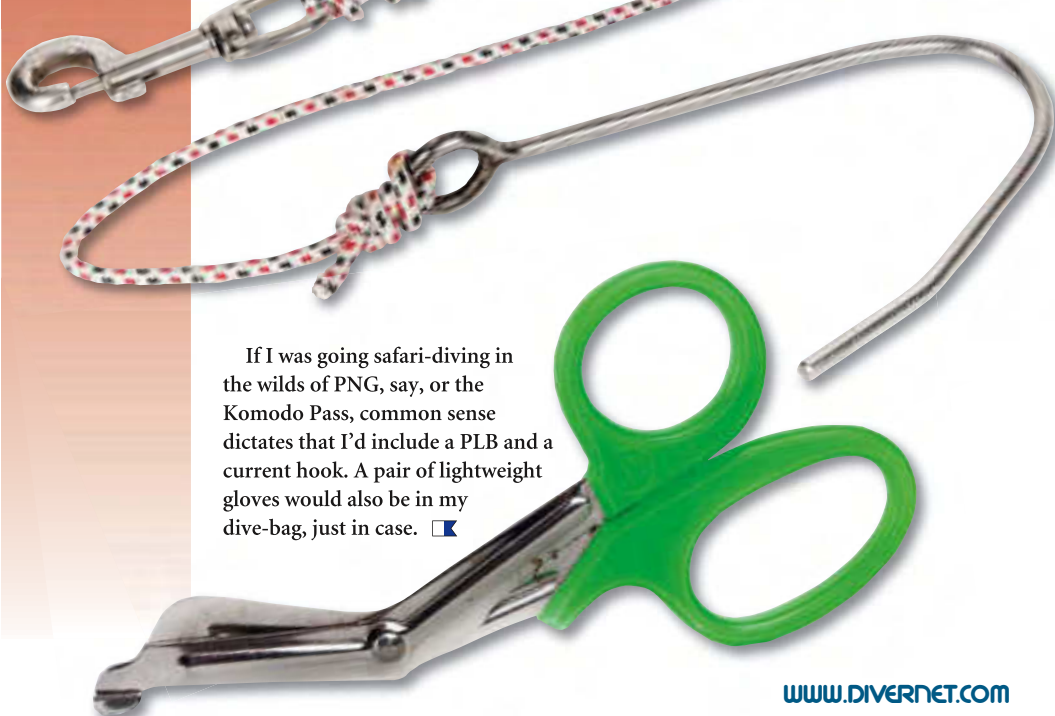 If I was going safari-diving in
the wilds of PNG, say, or the
Komodo Pass, common sense
dictates that I’d include a PLB and a
current hook. A pair of lightweight
gloves would also be in my
dive-bag, just in case.
WWW.DIVERNET.COM